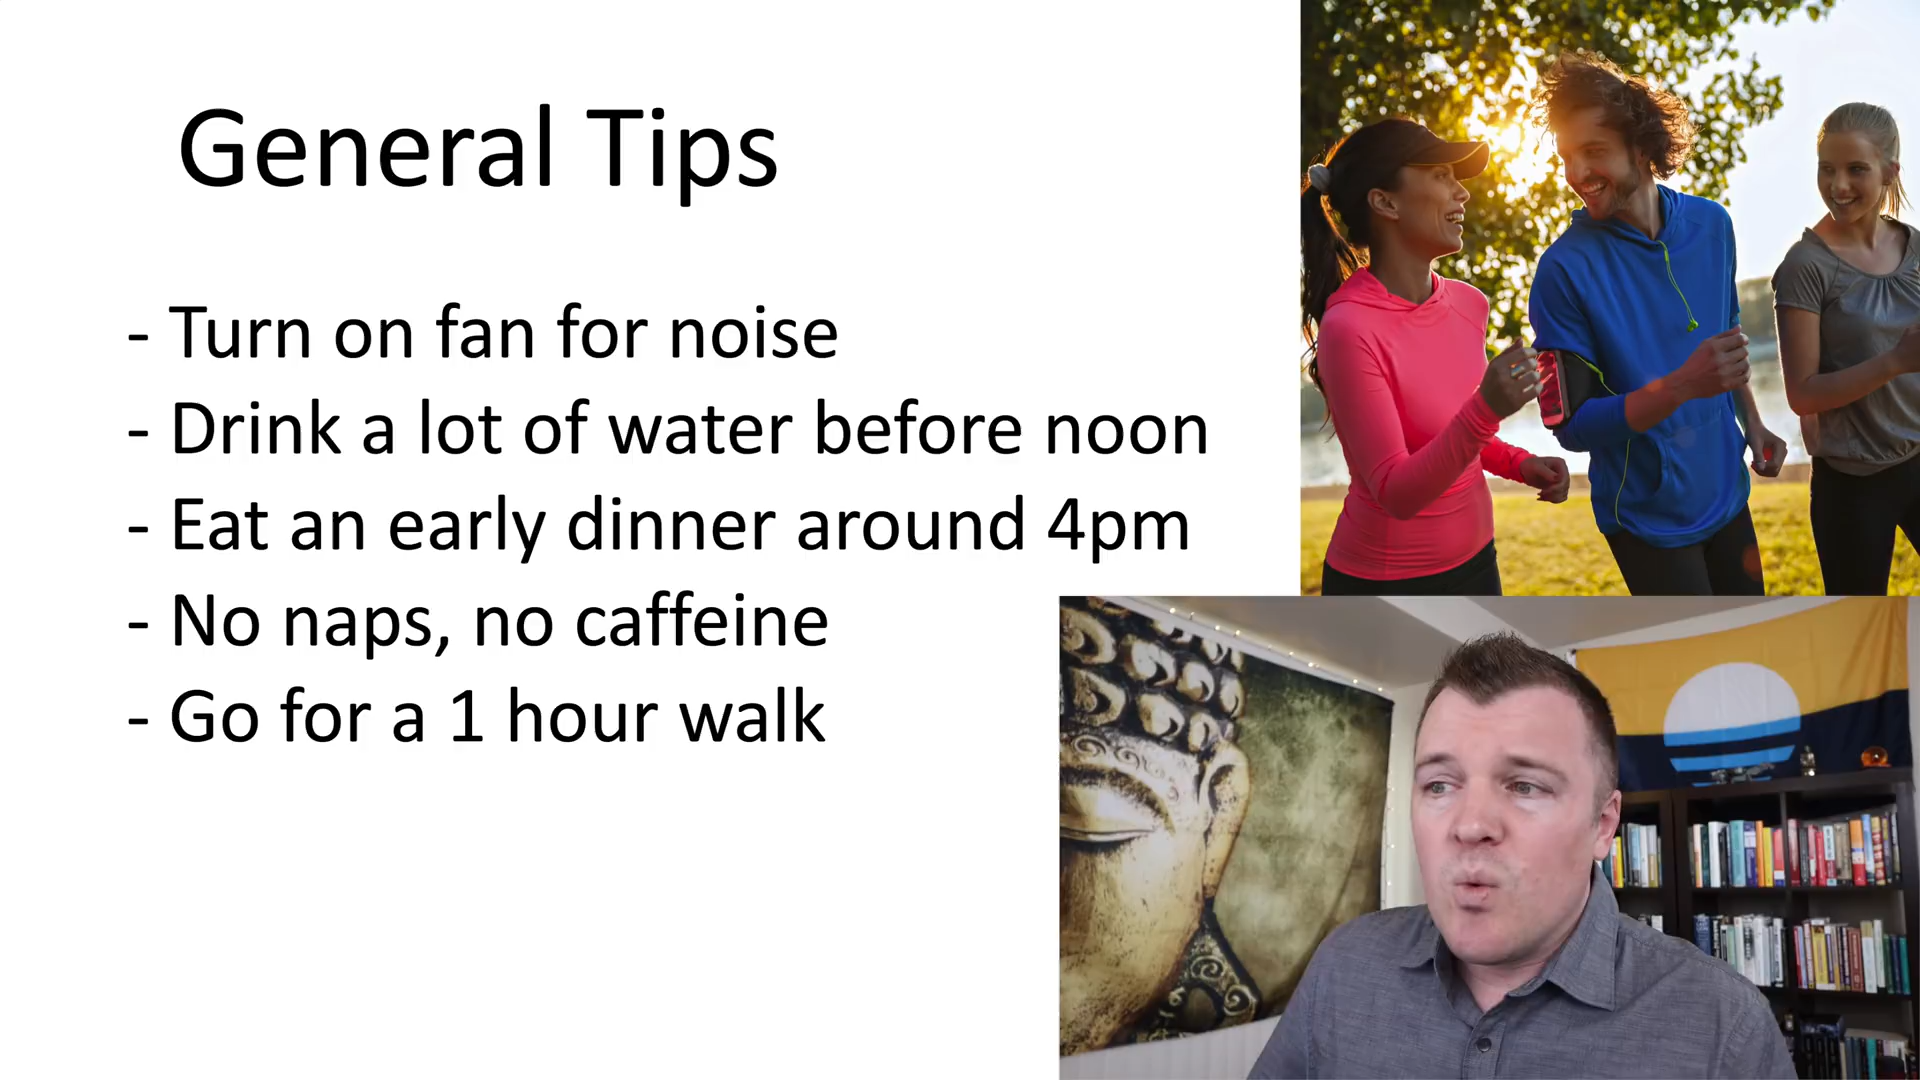 General Tips
- Turn on fan for noise
- Drink a lot of water before noon
- Eat an early dinner around 4pm
- No naps, no caffeine
- Go for a 1 hour walk